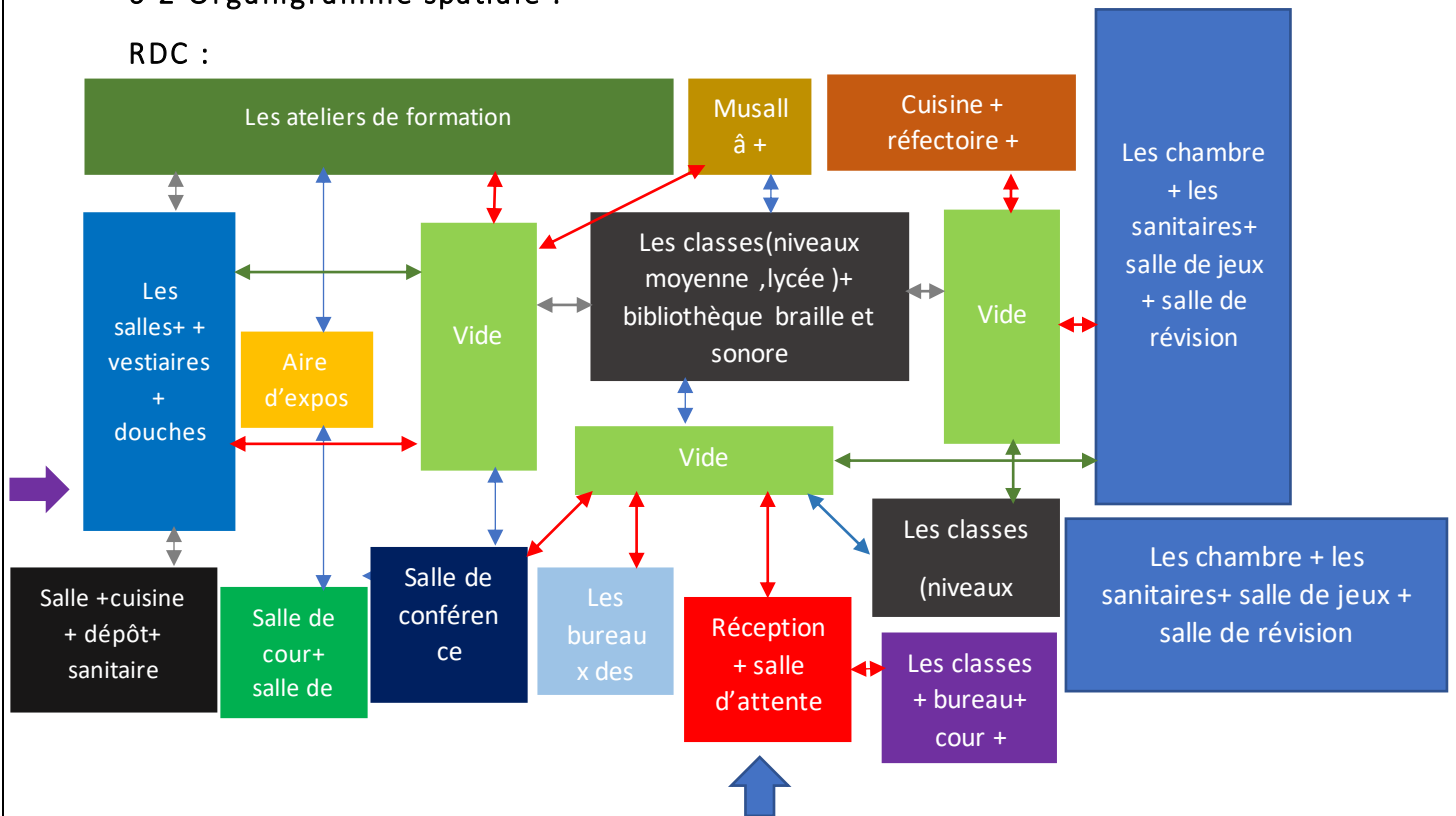 RDC :
Les ateliers de formation
Musall
â +
Cuisine +
réfectoire +
Les chambre
+ les
sanitaires+
salle de jeux
+ salle de
révision
Les
salles+ +
vestiaires
+
douches
Aire
d'expos
Vide
Les classes(niveaux
moyenne ,lycée )+
bibliothèque braille et
sonore
Vide
Vide
Les classes
(niveaux
Les chambre + les
sanitaires+ salle de jeux +
salle de révision
Salle +cuisine
+ dépôt+
sanitaire
Salle de
cour+
salle de
Salle de
conféren
ce
Les
bureau
x des
Réception
+ salle
d'attente
Les classes
+ bureau+
cour +